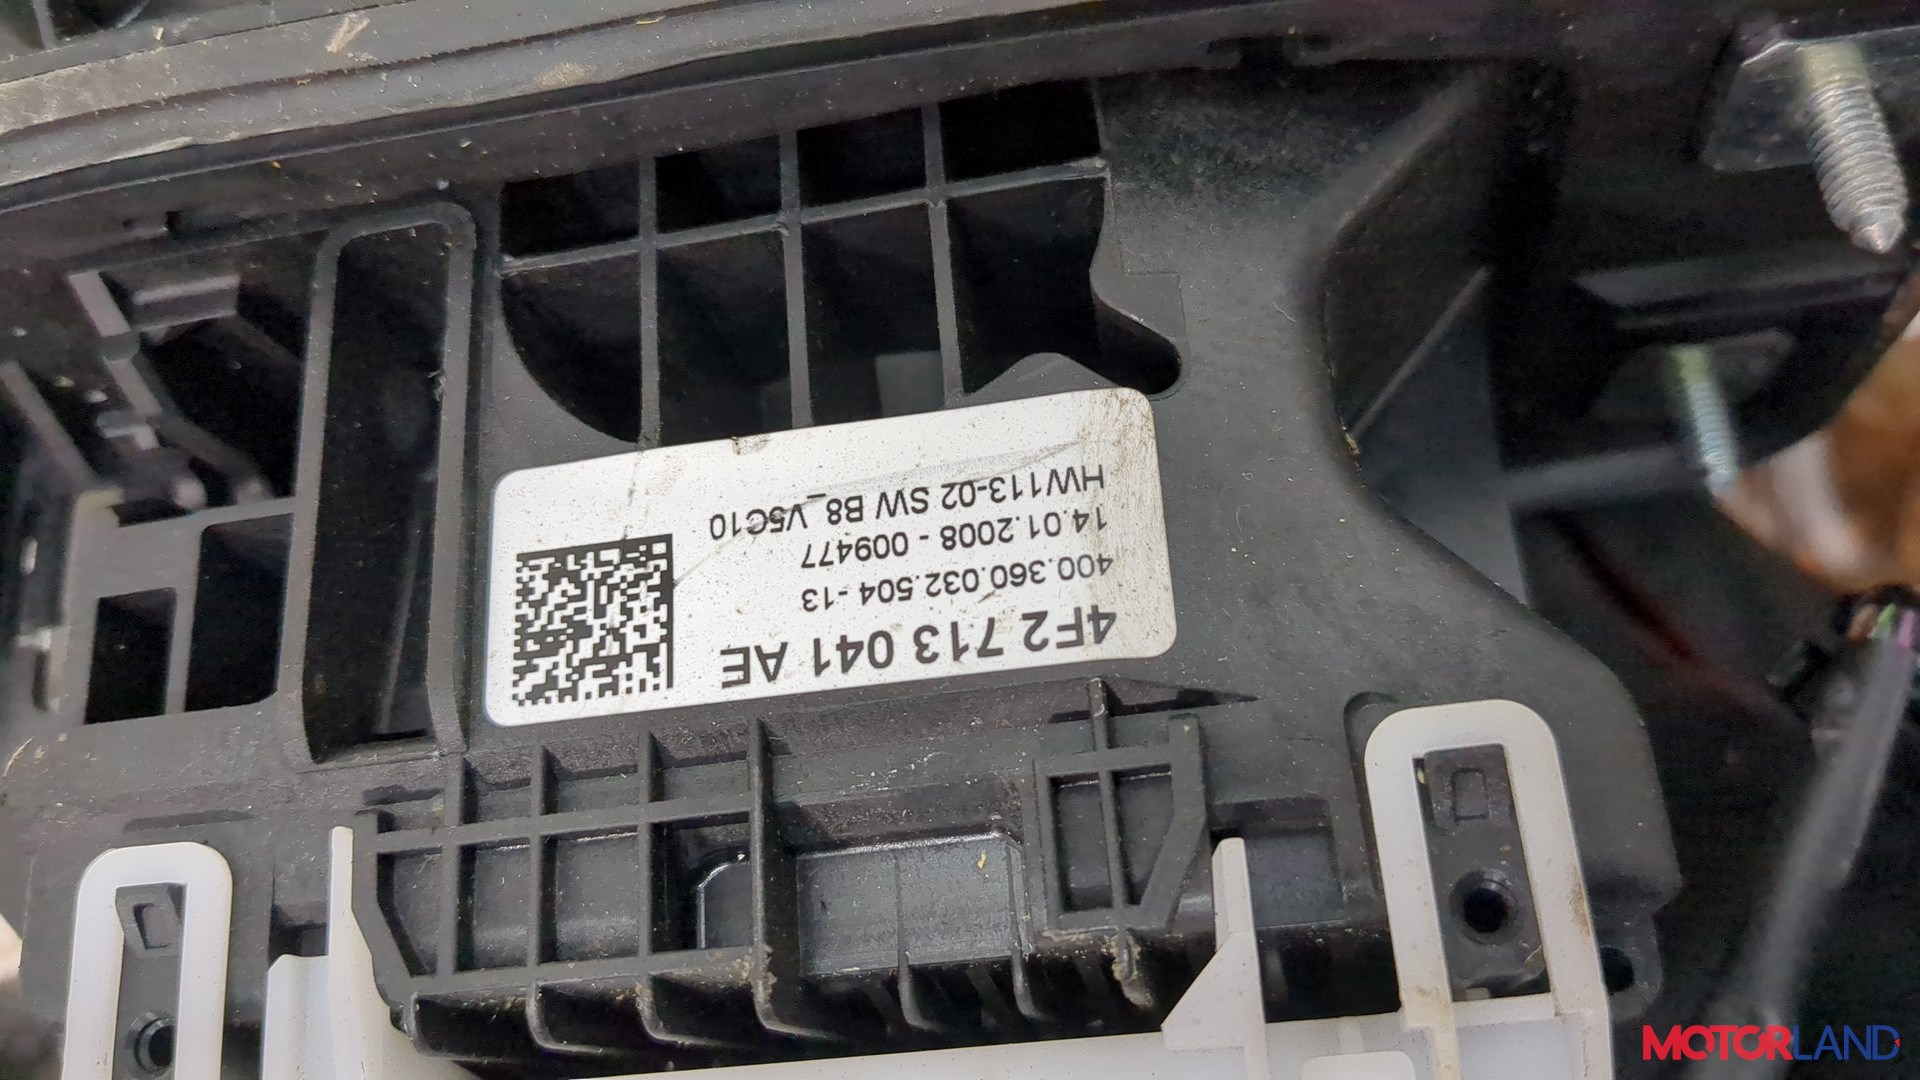 4F2 713 041 AE
400.360.032.504 -13
14.01.2008 - 009477
HW113-02 SW B8_V5C10
MOTORLAND